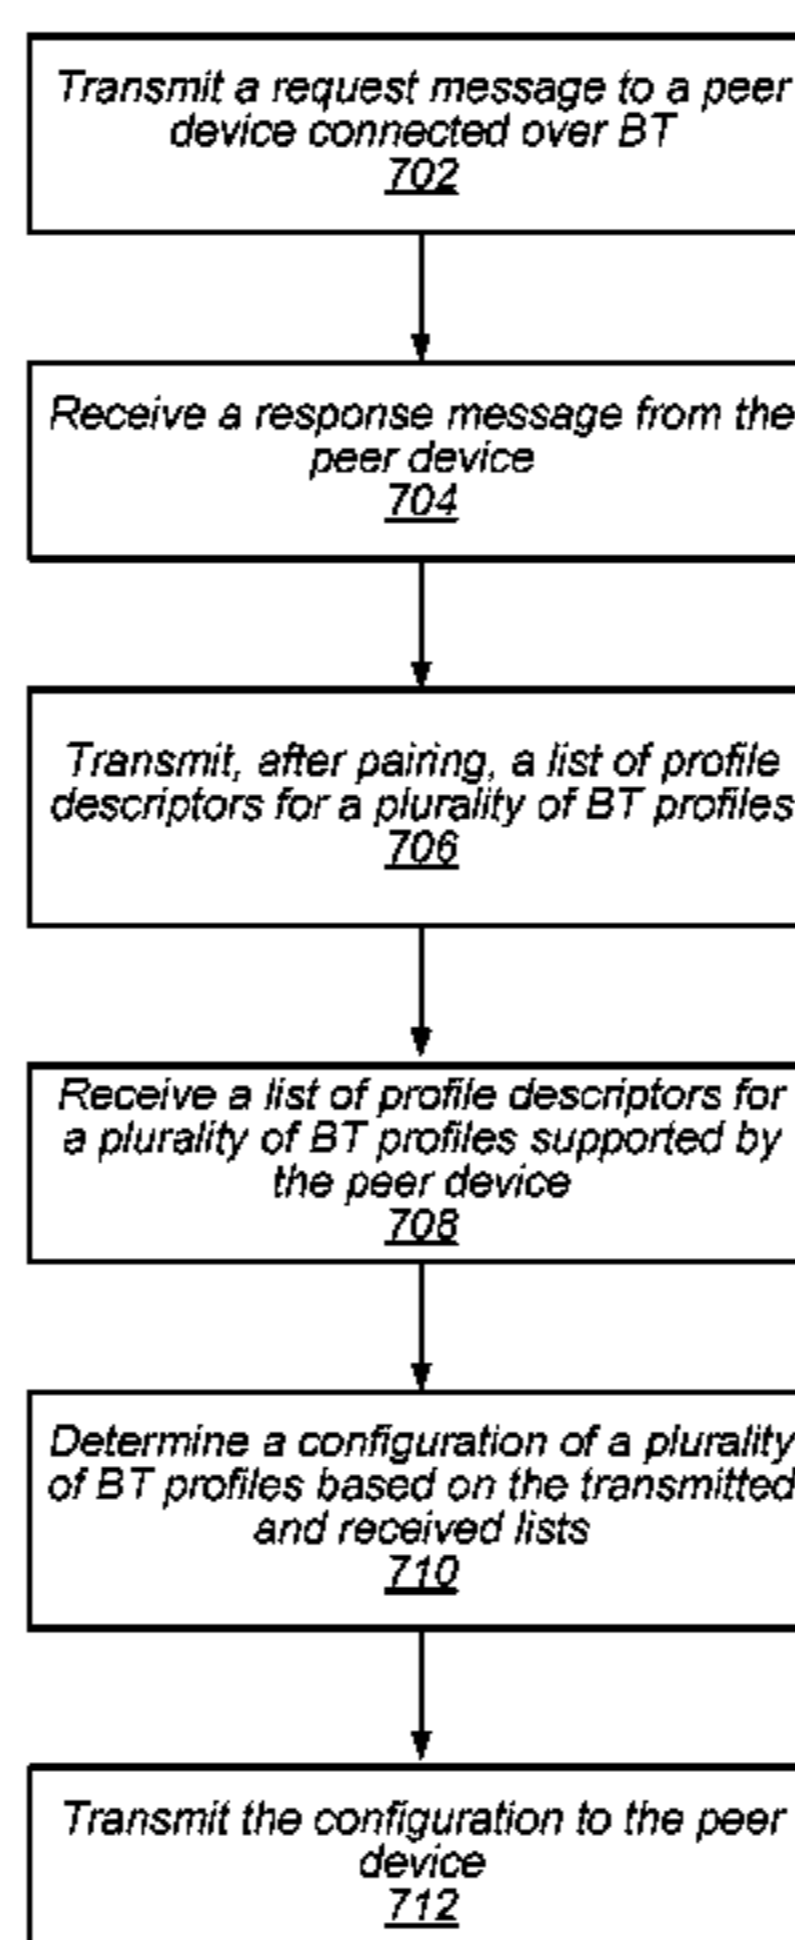 Transmit a request message to a peer
device connected over BT
702
Receive a response message from the
peer device
704
Transmit, after pairing, a list of profile
descriptors for a plurality of BT profiles
706
Receive a list of profile descriptors for
a plurality of BT profiles supported by
the peer device
708
Determine a configuration of a plurality
of BT profiles based on the transmitted
and received lists
710
Transmit the configuration to the peer
device
712